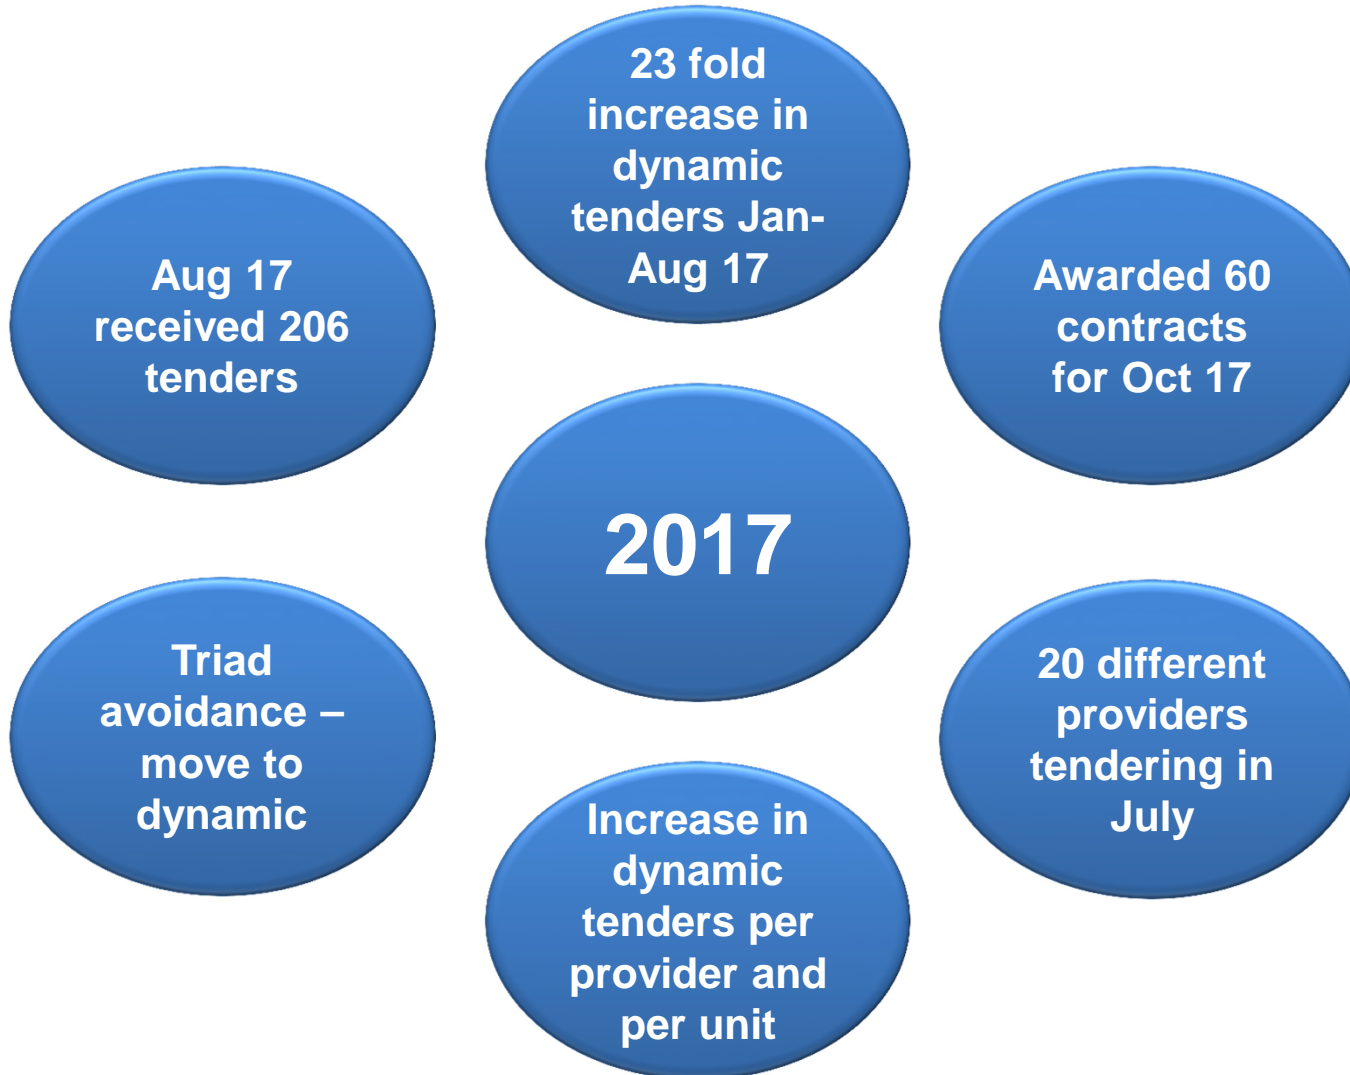 23 fold
increase in
dynamic
tenders Jan-
Aug 17
Aug 17
received 206
tenders
Awarded 60
contracts
for Oct 17
2017
Triad
avoidance –
move to
dynamic
20 different
providers
tendering in
July
Increase in
dynamic
tenders per
provider and
per unit